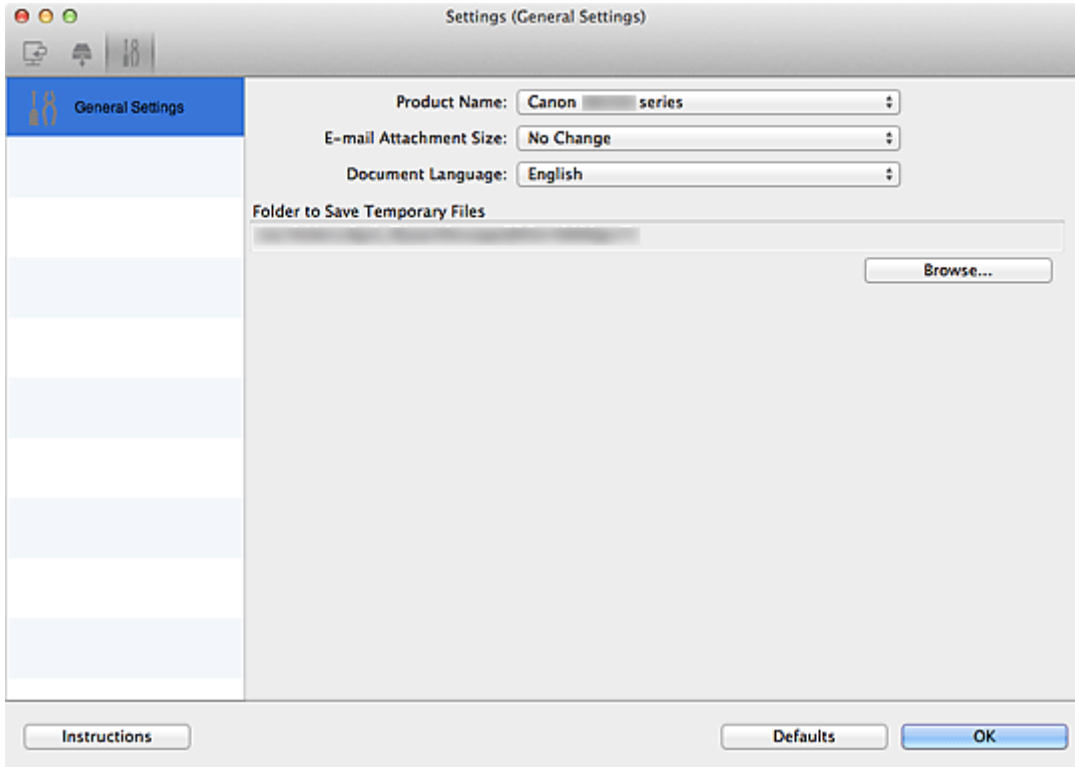 Settings (General Settings)
General Settings
Product Name: Canon series
E-mail Attachment Size: No Change
Document Language: English
Folder to Save Temporary Files
Browse...
Instructions
Defaults
OK